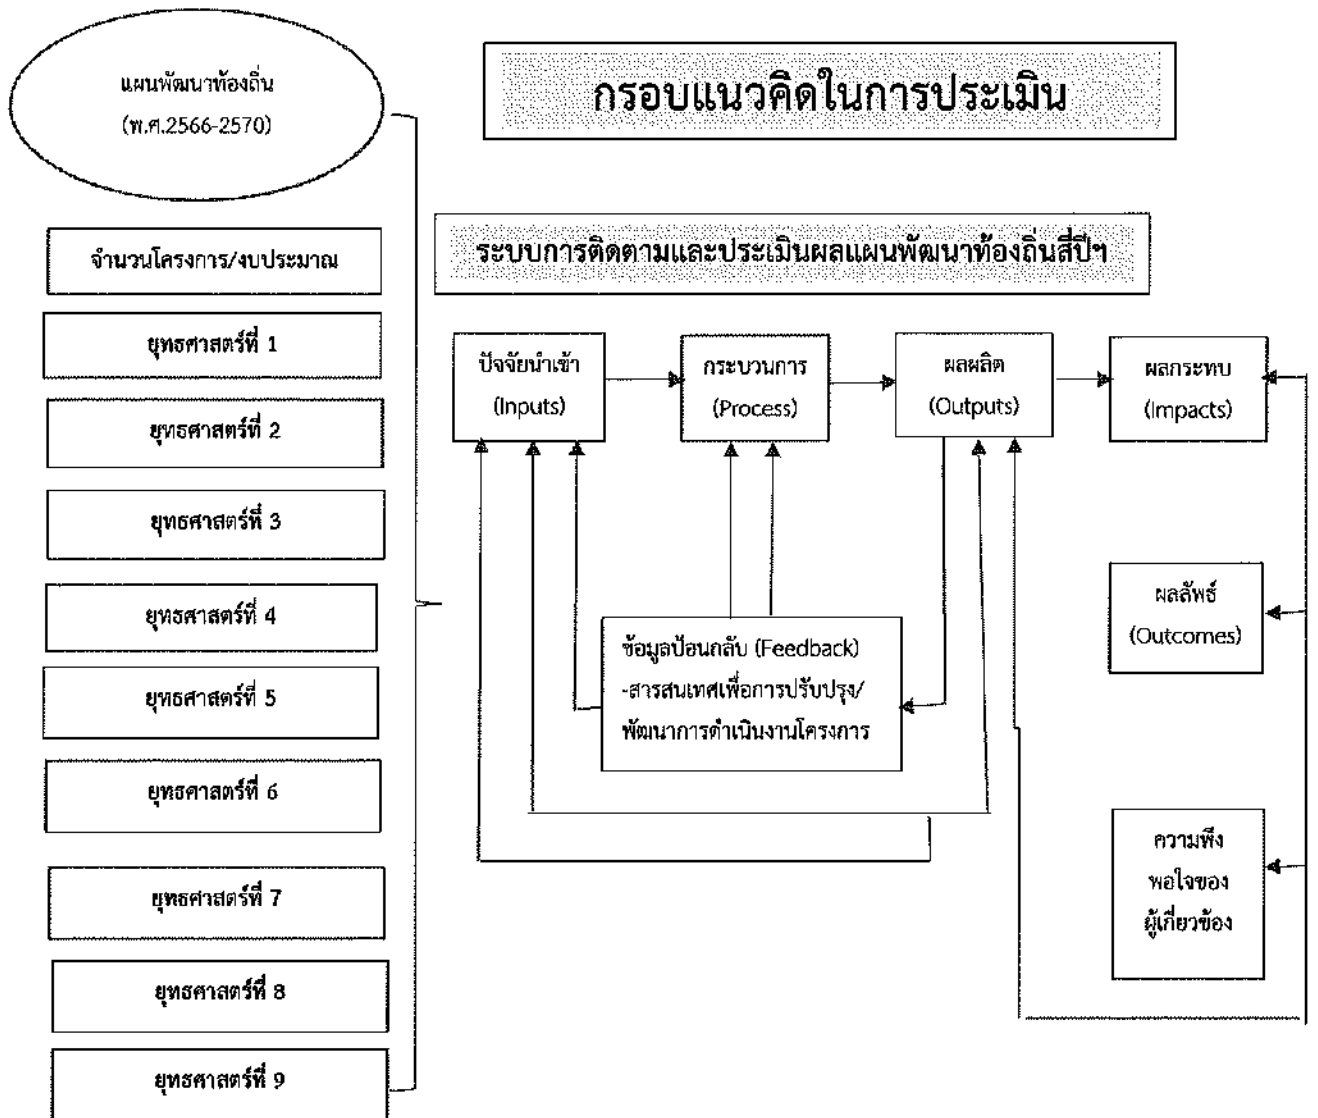 แผนพัฒนาท้องถิ่น
(พ.ศ.2566-2570)
กรอบแนวคิดในการประเมิน
จำนวนโครงการ/งบประมาณ
ระบบการติดตามและประเมินผลแผนพัฒนาท้องถิ่นสี่ปีฯ
ยุทธศาสตร์ที่ 1
ยุทธศาสตร์ที่ 2
ยุทธศาสตร์ที่ 3
ยุทธศาสตร์ที่ 4
ยุทธศาสตร์ที่ 5
ยุทธศาสตร์ที่ 6
ยุทธศาสตร์ที่ 7
ยุทธศาสตร์ที่ 8
ยุทธศาสตร์ที่ 9
ปัจจัยนำเข้า
(Inputs)
กระบวนการ
(Process)
ผลผลิต
(Outputs)
ผลกระทบ
(Impacts)
ข้อมูลป้อนกลับ (Feedback)
-สารสนเทศเพื่อการปรับปรุง/
พัฒนาการดำเนินงานโครงการ
ผลลัพธ์
(Outcomes)
ความพึง
พอใจของ
ผู้เกี่ยวข้อง